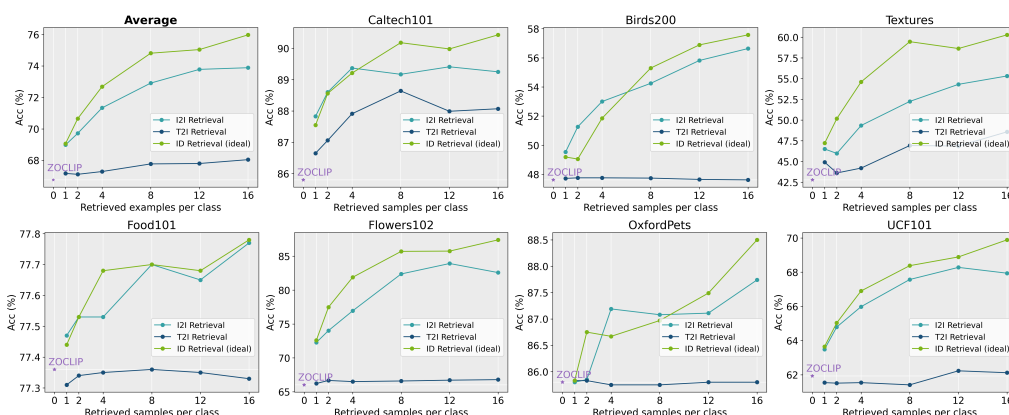 Average
76
74
72
70
68
Acc (%)
ZOCLIP
I2I Retrieval
T2I Retrieval
ID Retrieval (ideal)
0 1 2 4 8 12 16
Retrieved examples per class
Caltech101
90
89
88
87
86
Acc (%)
ZOCLIP
I2I Retrieval
T2I Retrieval
ID Retrieval (ideal)
0 1 2 4 8 12 16
Retrieved samples per class
Birds200
58
56
54
52
50
48
Acc (%)
ZOCLIP
I2I Retrieval
T2I Retrieval
ID Retrieval (ideal)
0 1 2 4 8 12 16
Retrieved samples per class
Textures
60.0
57.5
55.0
52.5
50.0
47.5
45.0
42.5
Acc (%)
ZOCLIP
I2I Retrieval
T2I Retrieval
ID Retrieval (ideal)
0 1 2 4 8 12 16
Retrieved samples per class
Food101
77.8
77.7
77.6
77.5
77.4
77.3
Acc (%)
ZOCLIP
I2I Retrieval
T2I Retrieval
ID Retrieval (ideal)
0 1 2 4 8 12 16
Retrieved samples per class
Flowers102
85
80
75
70
65
Acc (%)
ZOCLIP
I2I Retrieval
T2I Retrieval
ID Retrieval (ideal)
0 1 2 4 8 12 16
Retrieved samples per class
OxfordPets
88.5
88.0
87.5
87.0
86.5
86.0
Acc (%)
ZOCLIP
I2I Retrieval
T2I Retrieval
ID Retrieval (ideal)
0 1 2 4 8 12 16
Retrieved samples per class
UCF101
70
68
66
64
62
Acc (%)
ZOCLIP
I2I Retrieval
T2I Retrieval
ID Retrieval (ideal)
0 1 2 4 8 12 16
Retrieved samples per class